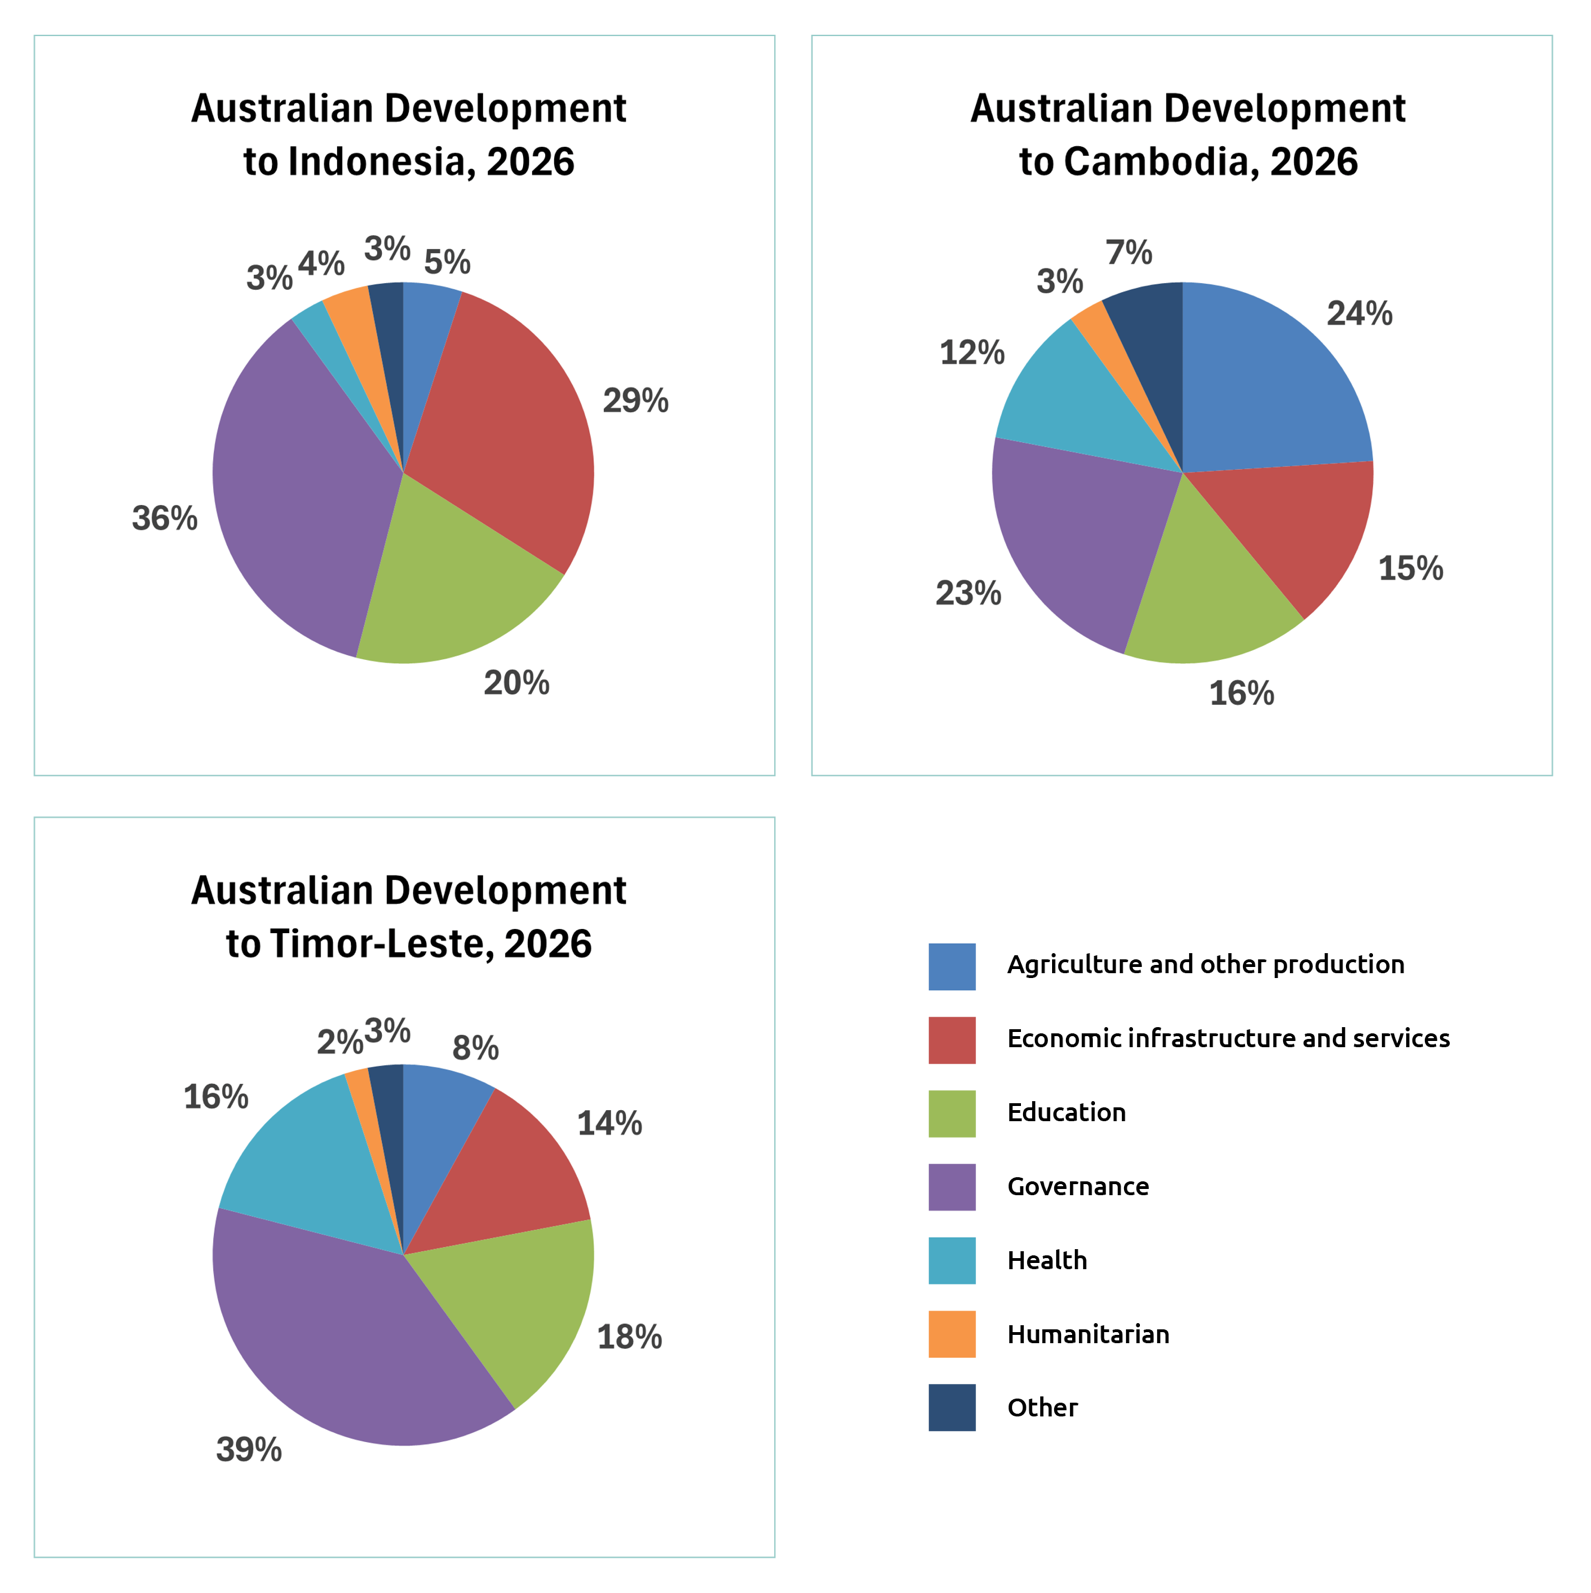 Australian Development
to Indonesia, 2026
3%
4%
3%
5%
29%
36%
20%
Australian Development
to Cambodia, 2026
7%
3%
24%
12%
15%
23%
16%
Australian Development
to Timor-Leste, 2026
2%
3%
8%
16%
14%
18%
39%
Agriculture and other production
Economic infrastructure and services
Education
Governance
Health
Humanitarian
Other